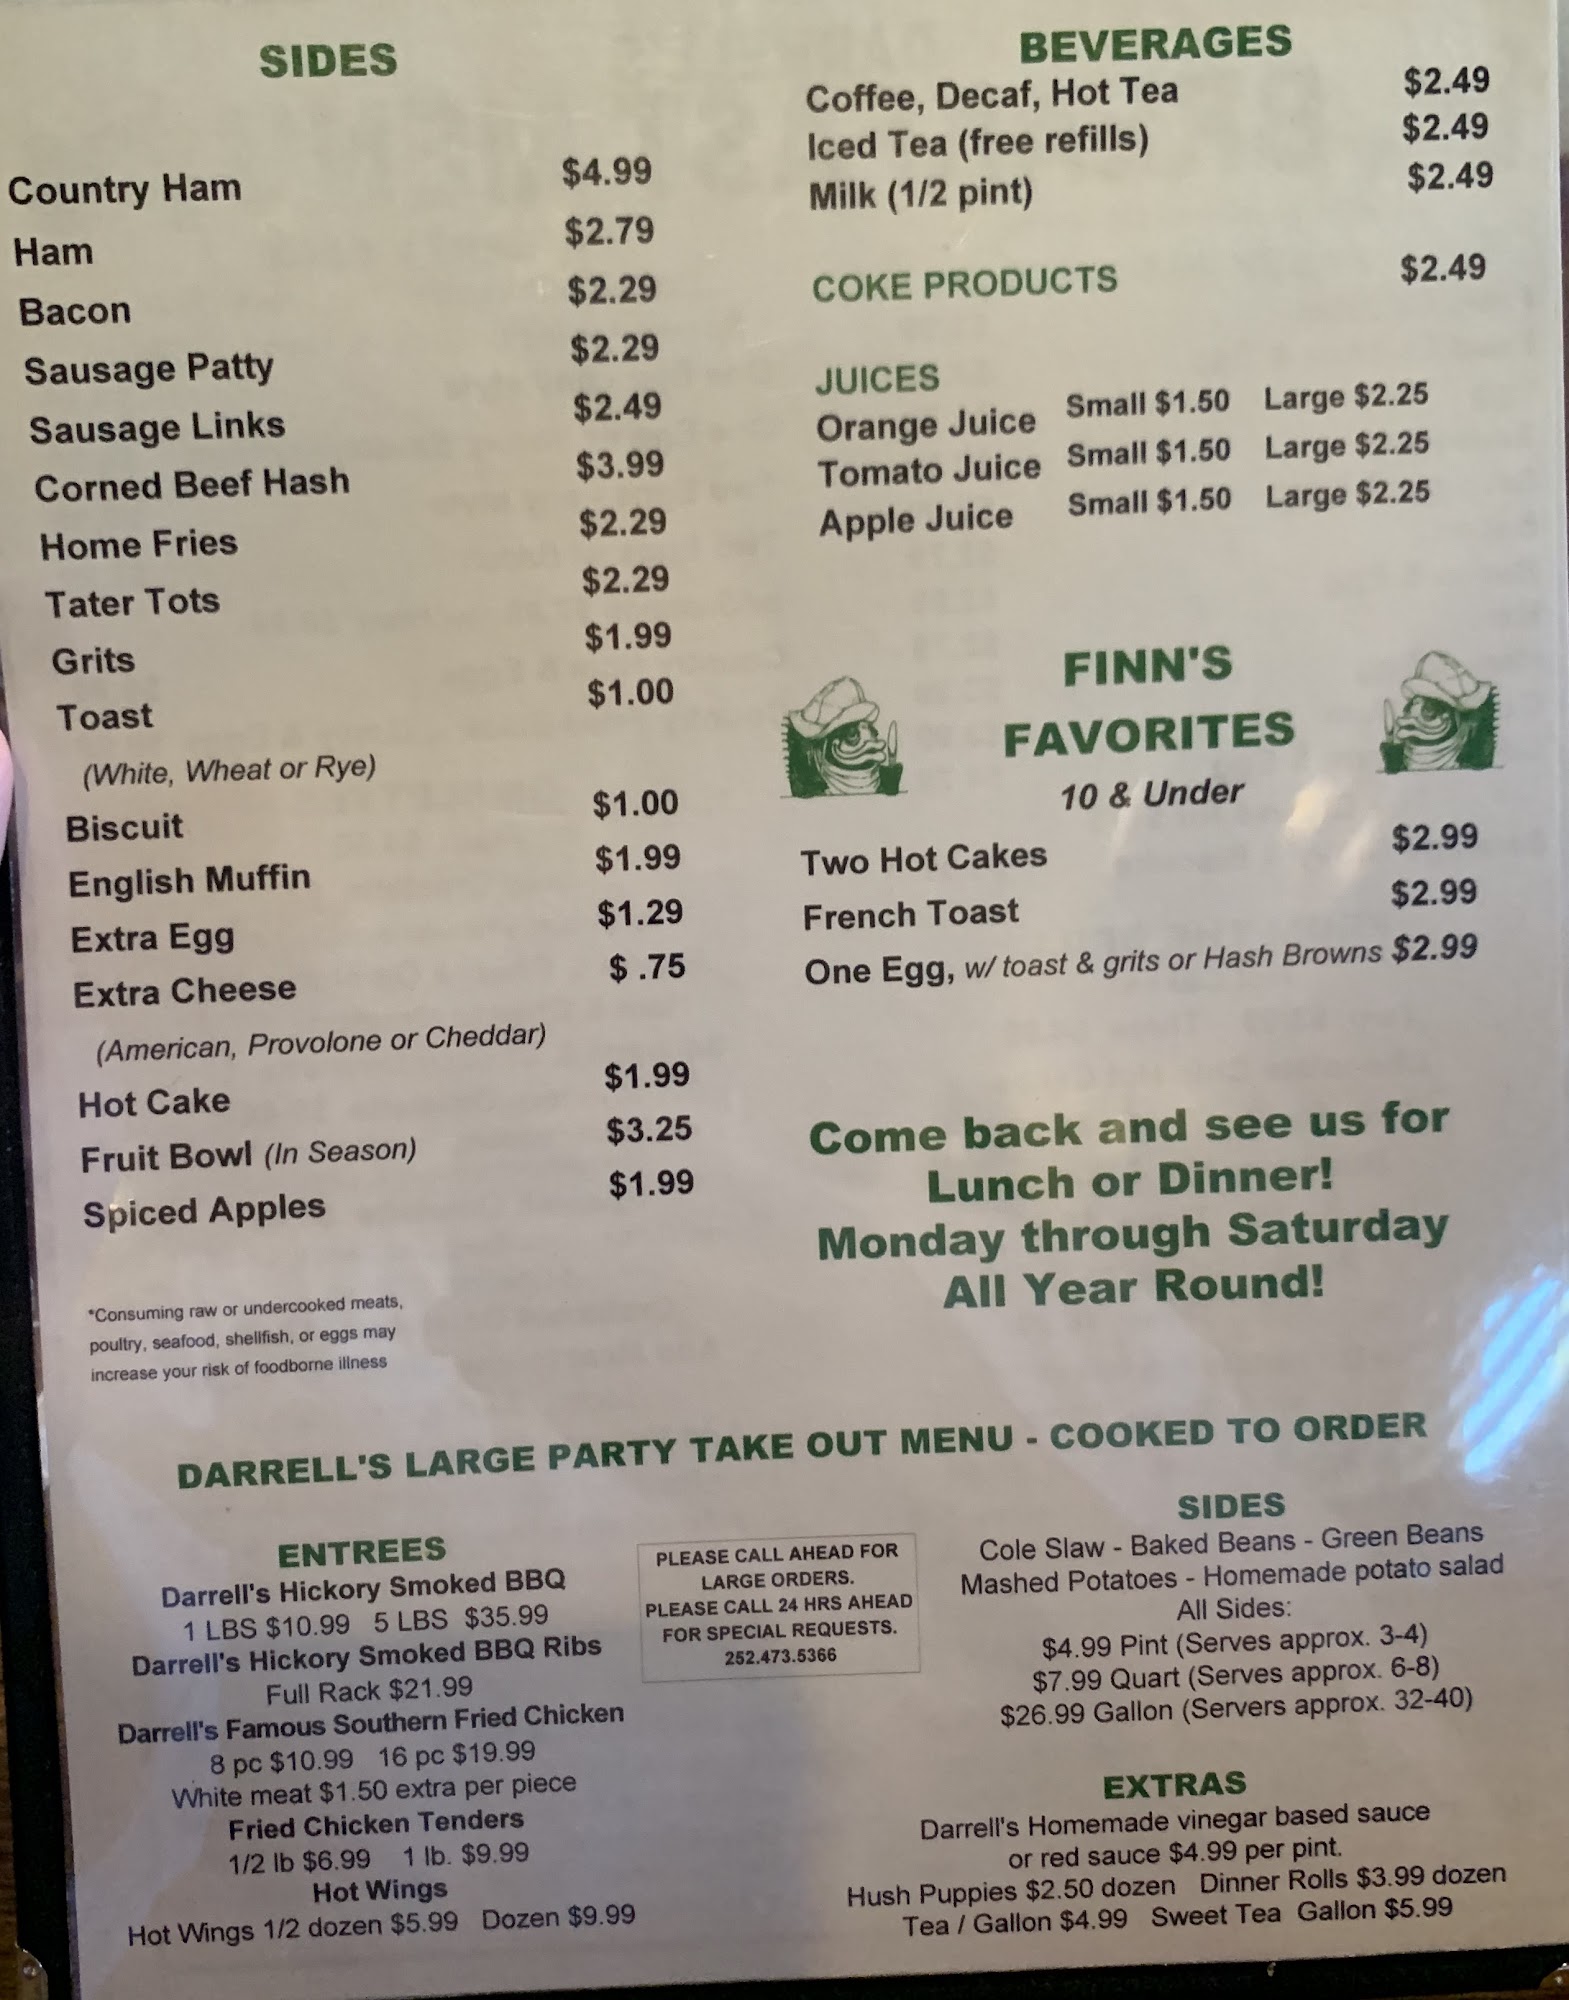 SIDES
Country Ham $4.99
Ham $2.79
Bacon $2.29
Sausage Patty $2.29
Sausage Links $2.49
Corned Beef Hash $3.99
Home Fries $2.29
Tater Tots $2.29
Grits $1.99
Toast $1.00
(White, Wheat or Rye)
Biscuit $1.00
English Muffin $1.99
Extra Egg $1.29
Extra Cheese $ .75
(American, Provolone or Cheddar)
Hot Cake $1.99
Fruit Bowl (In Season) $3.25
Spiced Apples $1.99
*Consuming raw or undercooked meats,
poultry, seafood, shellfish, or eggs may
increase your risk of foodborne illness
BEVERAGES
Coffee, Decaf, Hot Tea $2.49
Iced Tea (free refills) $2.49
Milk (1/2 pint) $2.49
COKE PRODUCTS $2.49
JUICES
Orange Juice Small $1.50 Large $2.25
Tomato Juice Small $1.50 Large $2.25
Apple Juice Small $1.50 Large $2.25
FINN'S
FAVORITES
10 & Under
Two Hot Cakes $2.99
French Toast $2.99
One Egg, w/ toast & grits or Hash Browns $2.99
Come back and see us for
Lunch or Dinner!
Monday through Saturday
All Year Round!
DARRELL'S LARGE PARTY TAKE OUT MENU - COOKED TO ORDER
ENTREES
Darrell's Hickory Smoked BBQ
1 LBS $10.99 5 LBS $35.99
Darrell's Hickory Smoked BBQ Ribs
Full Rack $21.99
Darrell's Famous Southern Fried Chicken
8 pc $10.99 16 pc $19.99
White meat $1.50 extra per piece
Fried Chicken Tenders
1/2 lb $6.99 1 lb. $9.99
Hot Wings
Hot Wings 1/2 dozen $5.99 Dozen $9.99
PLEASE CALL AHEAD FOR
LARGE ORDERS.
PLEASE CALL 24 HRS AHEAD
FOR SPECIAL REQUESTS.
252.473.5366
SIDES
Cole Slaw - Baked Beans - Green Beans
Mashed Potatoes - Homemade potato salad
All Sides:
$4.99 Pint (Serves approx. 3-4)
$7.99 Quart (Serves approx. 6-8)
$26.99 Gallon (Servers approx. 32-40)
EXTRAS
Darrell's Homemade vinegar based sauce
or red sauce $4.99 per pint.
Hush Puppies $2.50 dozen Dinner Rolls $3.99 dozen
Tea / Gallon $4.99 Sweet Tea Gallon $5.99